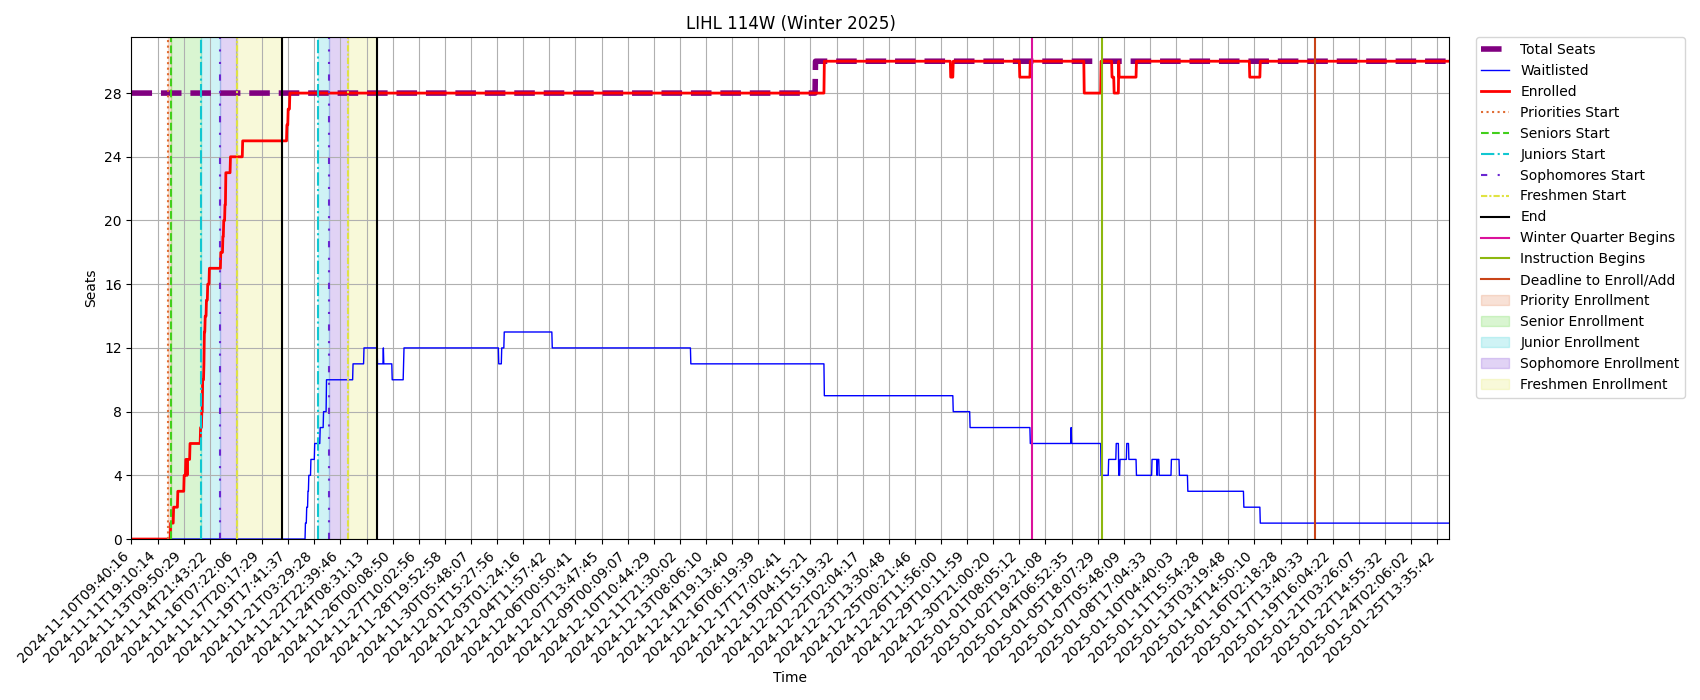 LIHL 114W (Winter 2025)
Seats
28
24
20
16
12
8
4
0
2024-11-10T09:40:16
2024-11-11T19:10:14
2024-11-13T09:50:29
2024-11-14T21:43:22
2024-11-16T07:22:06
2024-11-17T20:17:29
2024-11-19T17:41:37
2024-11-21T03:29:28
2024-11-22T22:39:46
2024-11-24T08:31:13
2024-11-26T00:08:50
2024-11-27T11:02:56
2024-11-28T19:52:58
2024-11-30T05:48:07
2024-12-01T15:27:56
2024-12-03T01:24:16
2024-12-04T11:57:42
2024-12-06T00:50:41
2024-12-07T13:47:45
2024-12-09T00:09:07
2024-12-10T10:44:29
2024-12-11T21:30:02
2024-12-13T08:06:10
2024-12-14T19:13:40
2024-12-16T06:19:39
2024-12-17T17:02:41
2024-12-19T04:15:21
2024-12-20T15:19:32
2024-12-22T02:04:17
2024-12-23T13:30:48
2024-12-25T00:21:46
2024-12-26T11:56:00
2024-12-29T10:11:59
2024-12-30T21:00:20
2025-01-01T08:05:12
2025-01-02T19:21:08
2025-01-04T06:52:35
2025-01-05T18:07:29
2025-01-07T05:48:09
2025-01-08T17:04:33
2025-01-10T04:40:03
2025-01-11T15:54:28
2025-01-13T03:19:48
2025-01-14T14:50:10
2025-01-16T02:18:28
2025-01-17T13:40:33
2025-01-19T16:04:22
2025-01-21T03:26:07
2025-01-22T14:55:32
2025-01-24T02:06:02
2025-01-25T13:35:42
Time
Total Seats
Waitlisted
Enrolled
Priorities Start
Seniors Start
Juniors Start
Sophomores Start
Freshmen Start
End
Winter Quarter Begins
Instruction Begins
Deadline to Enroll/Add
Priority Enrollment
Senior Enrollment
Junior Enrollment
Sophomore Enrollment
Freshmen Enrollment